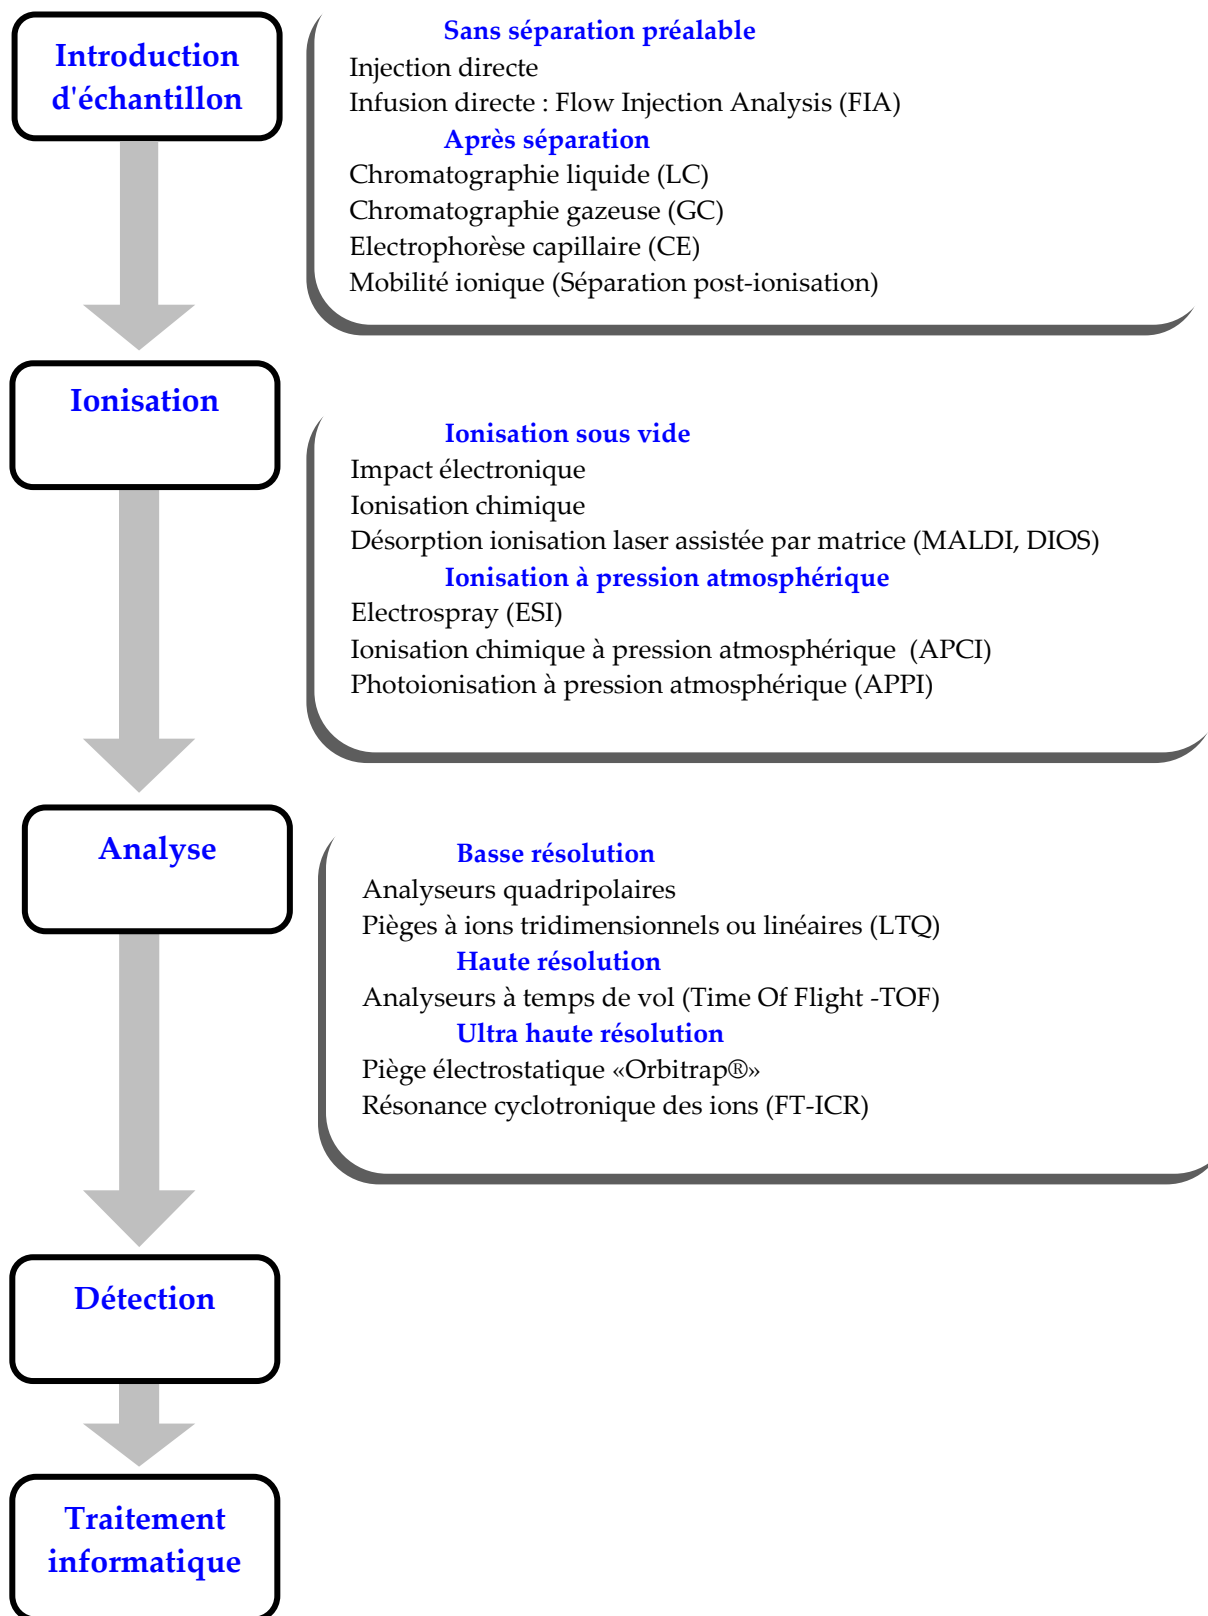 Introduction
d'échantillon
Sans séparation préalable
Injection directe
Infusion directe : Flow Injection Analysis (FIA)
Après séparation
Chromatographie liquide (LC)
Chromatographie gazeuse (GC)
Electrophorèse capillaire (CE)
Mobilité ionique (Séparation post-ionisation)
Ionisation
Ionisation sous vide
Impact électronique
Ionisation chimique
Désorption ionisation laser assistée par matrice (MALDI, DIOS)
Ionisation à pression atmosphérique
Electrospray (ESI)
Ionisation chimique à pression atmosphérique  (APCI)
Photoionisation à pression atmosphérique (APPI)
Analyse
Basse résolution
Analyseurs quadripolaires
Pièges à ions tridimensionnels ou linéaires (LTQ)
Haute résolution
Analyseurs à temps de vol (Time Of Flight -TOF)
Ultra haute résolution
Piège électrostatique «Orbitrap®»
Résonance cyclotronique des ions (FT-ICR)
Détection
Traitement
informatique